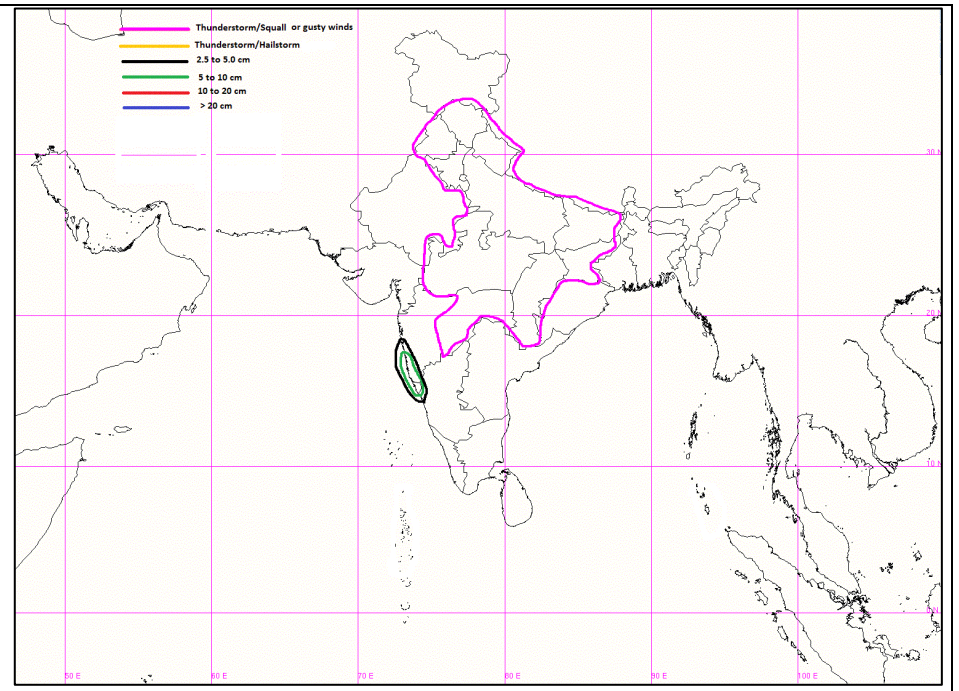 Thunderstorm/Squall or gusty winds
Thunderstorm/Hailstorm
2.5 to 5.0 cm
5 to 10 cm
10 to 20 cm
> 20 cm
30 N
20 N
10 N
0 N
50 E
60 E
70 E
80 E
90 E
100 E